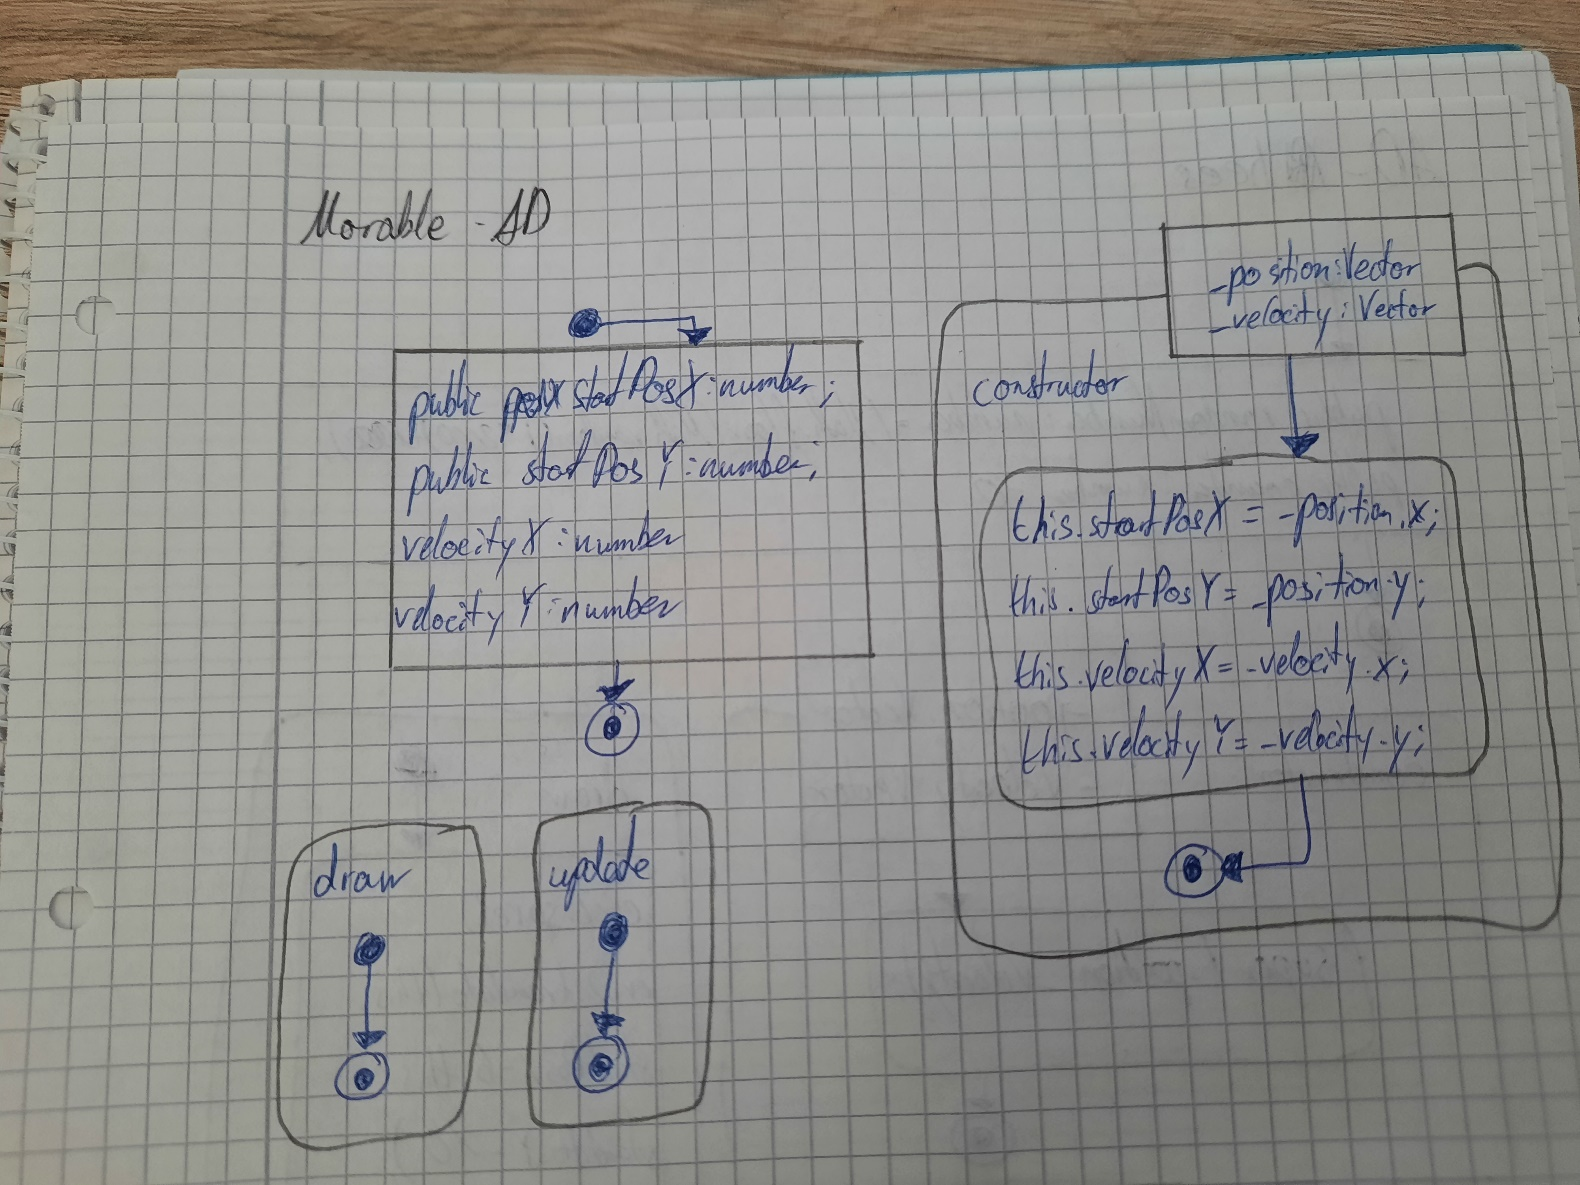 Movable - AD
public startPosX : number;
public startPosY : number;
velocityX : number
velocityY : number
draw
update
_position : Vector
_velocity : Vector
constructor
this.startPosX = _position.x;
this.startPosY = _position.y;
this.velocityX = _velocity.x;
this.velocityY = _velocity.y;